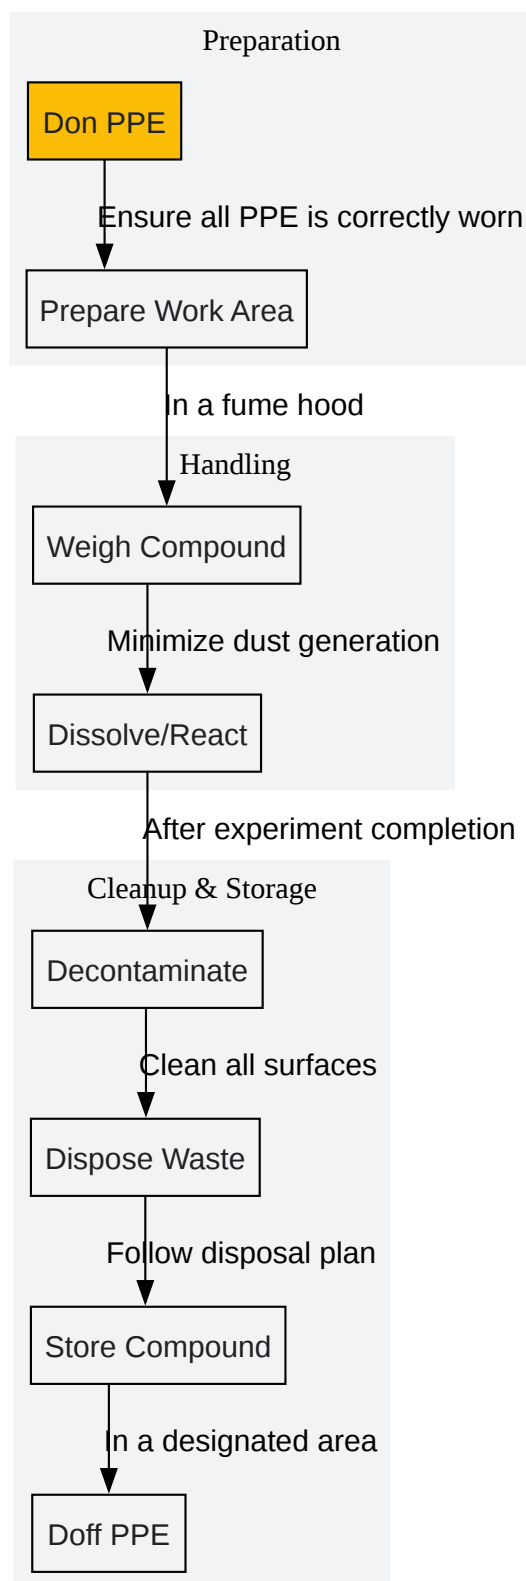 Preparation
Don PPE
Ensure all PPE is correctly worn
Prepare Work Area
In a fume hood
Handling
Weigh Compound
Minimize dust generation
Dissolve/React
After experiment completion
Cleanup & Storage
Decontaminate
Clean all surfaces
Dispose Waste
Follow disposal plan
Store Compound
In a designated area
Doff PPE